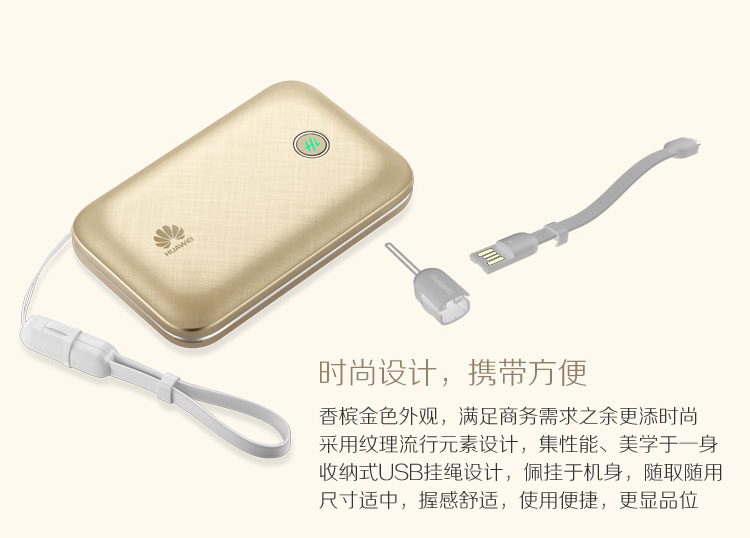 HUAWEI
HUAWEI
时尚设计，携带方便
香槟金色外观，满足商务需求之余更添时尚
采用纹理流行元素设计，集性能、美学于一身
收纳式USB挂绳设计，佩挂于机身，随取随用
尺寸适中，握感舒适，使用便捷，更显品位